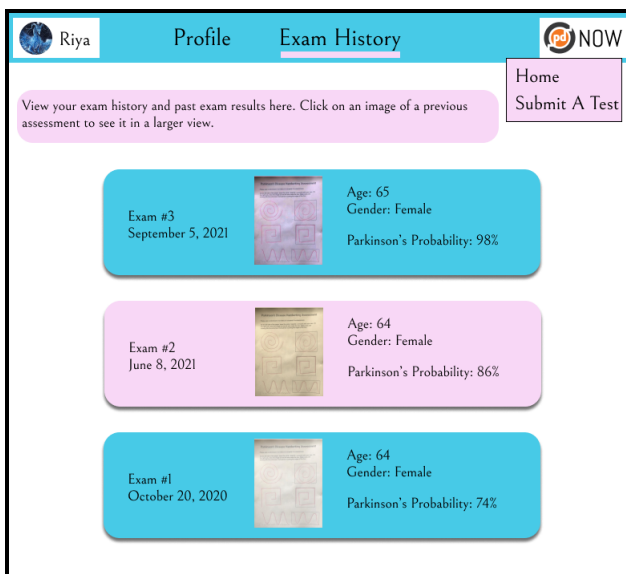 Riya
Profile
Exam History
pd NOW
Home
Submit A Test
View your exam history and past exam results here. Click on an image of a previous
assessment to see it in a larger view.
Exam #3
September 5, 2021
Age: 65
Gender: Female
Parkinson's Probability: 98%
Exam #2
June 8, 2021
Age: 64
Gender: Female
Parkinson's Probability: 86%
Exam #1
October 20, 2020
Age: 64
Gender: Female
Parkinson's Probability: 74%